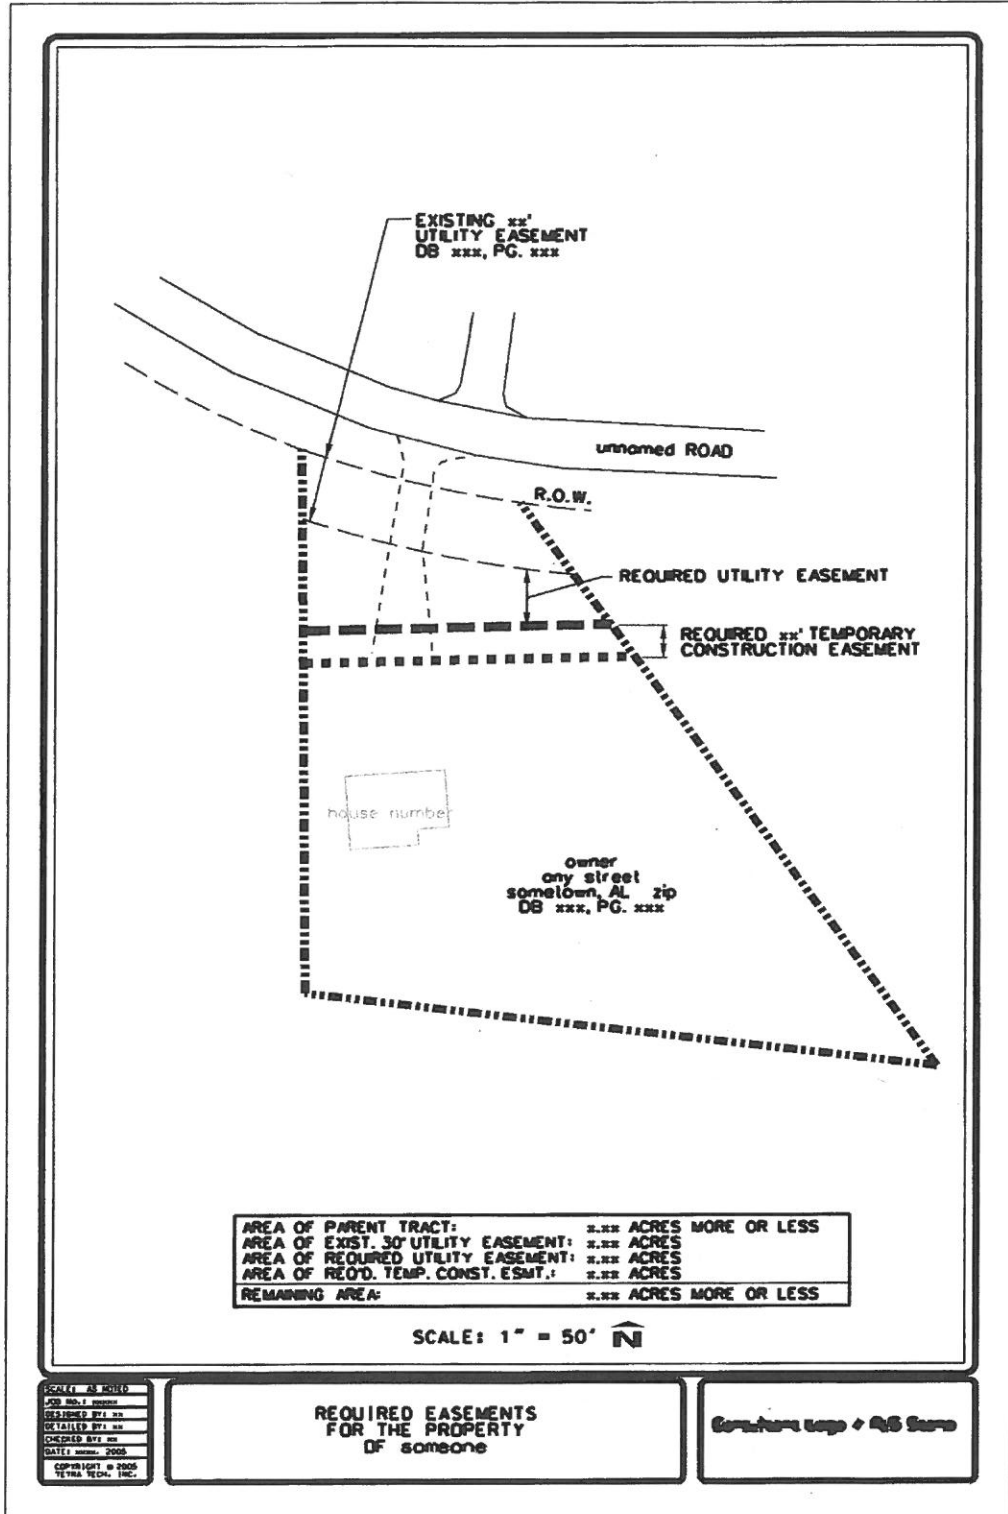 EXISTING xx'
UTILITY EASEMENT
DB xxx, PG. xxx
unnamed ROAD
R.O.W.
REQUIRED UTILITY EASEMENT
REQUIRED xx' TEMPORARY
CONSTRUCTION EASEMENT
house number
owner
any street
sometown, AL zip
DB xxx, PG. xxx
AREA OF PARENT TRACT: x.xx ACRES MORE OR LESS
AREA OF EXIST. 30' UTILITY EASEMENT: x.xx ACRES
AREA OF REQUIRED UTILITY EASEMENT: x.xx ACRES
AREA OF REQ'D. TEMP. CONST. ESMT.: x.xx ACRES
REMAINING AREA: x.xx ACRES MORE OR LESS
SCALE: 1" = 50' N
SCALE: AS NOTED
JOB NO.: xxxxx
DESIGNED BY: xx
DETAILED BY: xx
CHECKED BY: xx
DATE: xxxx, 2005
COPYRIGHT © 2005
TETRA TECH, INC.
REQUIRED EASEMENTS
FOR THE PROPERTY
OF someone